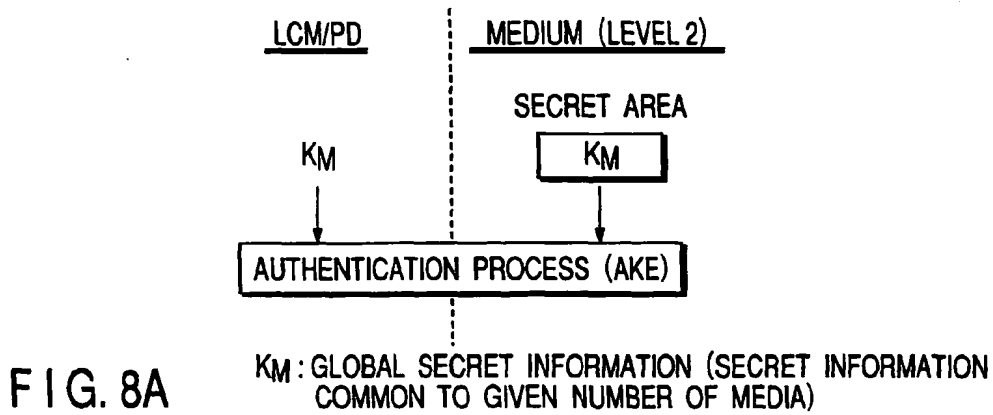 LCM/PD
MEDIUM (LEVEL 2)
SECRET AREA
KM
KM
AUTHENTICATION PROCESS (AKE)
FIG. 8A
KM : GLOBAL SECRET INFORMATION (SECRET INFORMATION
COMMON TO GIVEN NUMBER OF MEDIA)